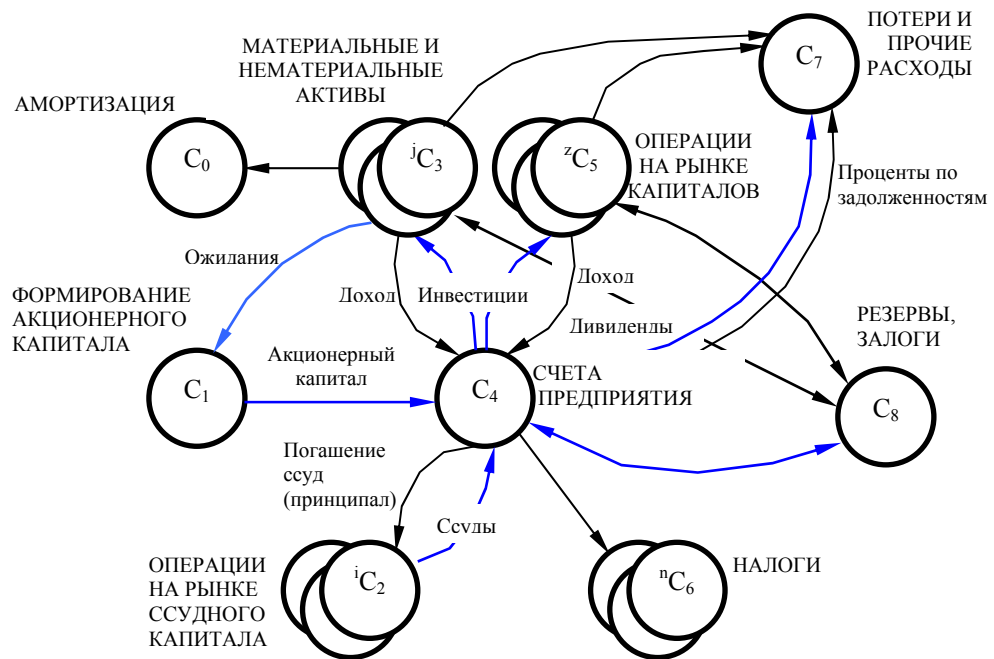 ПОТЕРИ И
ПРОЧИЕ
РАСХОДЫ
C7
МАТЕРИАЛЬНЫЕ И
НЕМАТЕРИАЛЬНЫЕ
АКТИВЫ
АМОРТИЗАЦИЯ
C0
jC3
zC5
ОПЕРАЦИИ
НА РЫНКЕ
КАПИТАЛОВ
Проценты по
задолженностям
Ожидания
ФОРМИРОВАНИЕ
АКЦИОНЕРНОГО
КАПИТАЛА
Доход
Инвестиции
Доход
Дивиденды
РЕЗЕРВЫ,
ЗАЛОГИ
C1
Акционерный
капитал
C4
СЧЕТА
ПРЕДПРИЯТИЯ
C8
Погашение
ссуд
(принципал)
Ссуды
ОПЕРАЦИИ
НА РЫНКЕ
ССУДНОГО
КАПИТАЛА
iC2
nC6
НАЛОГИ